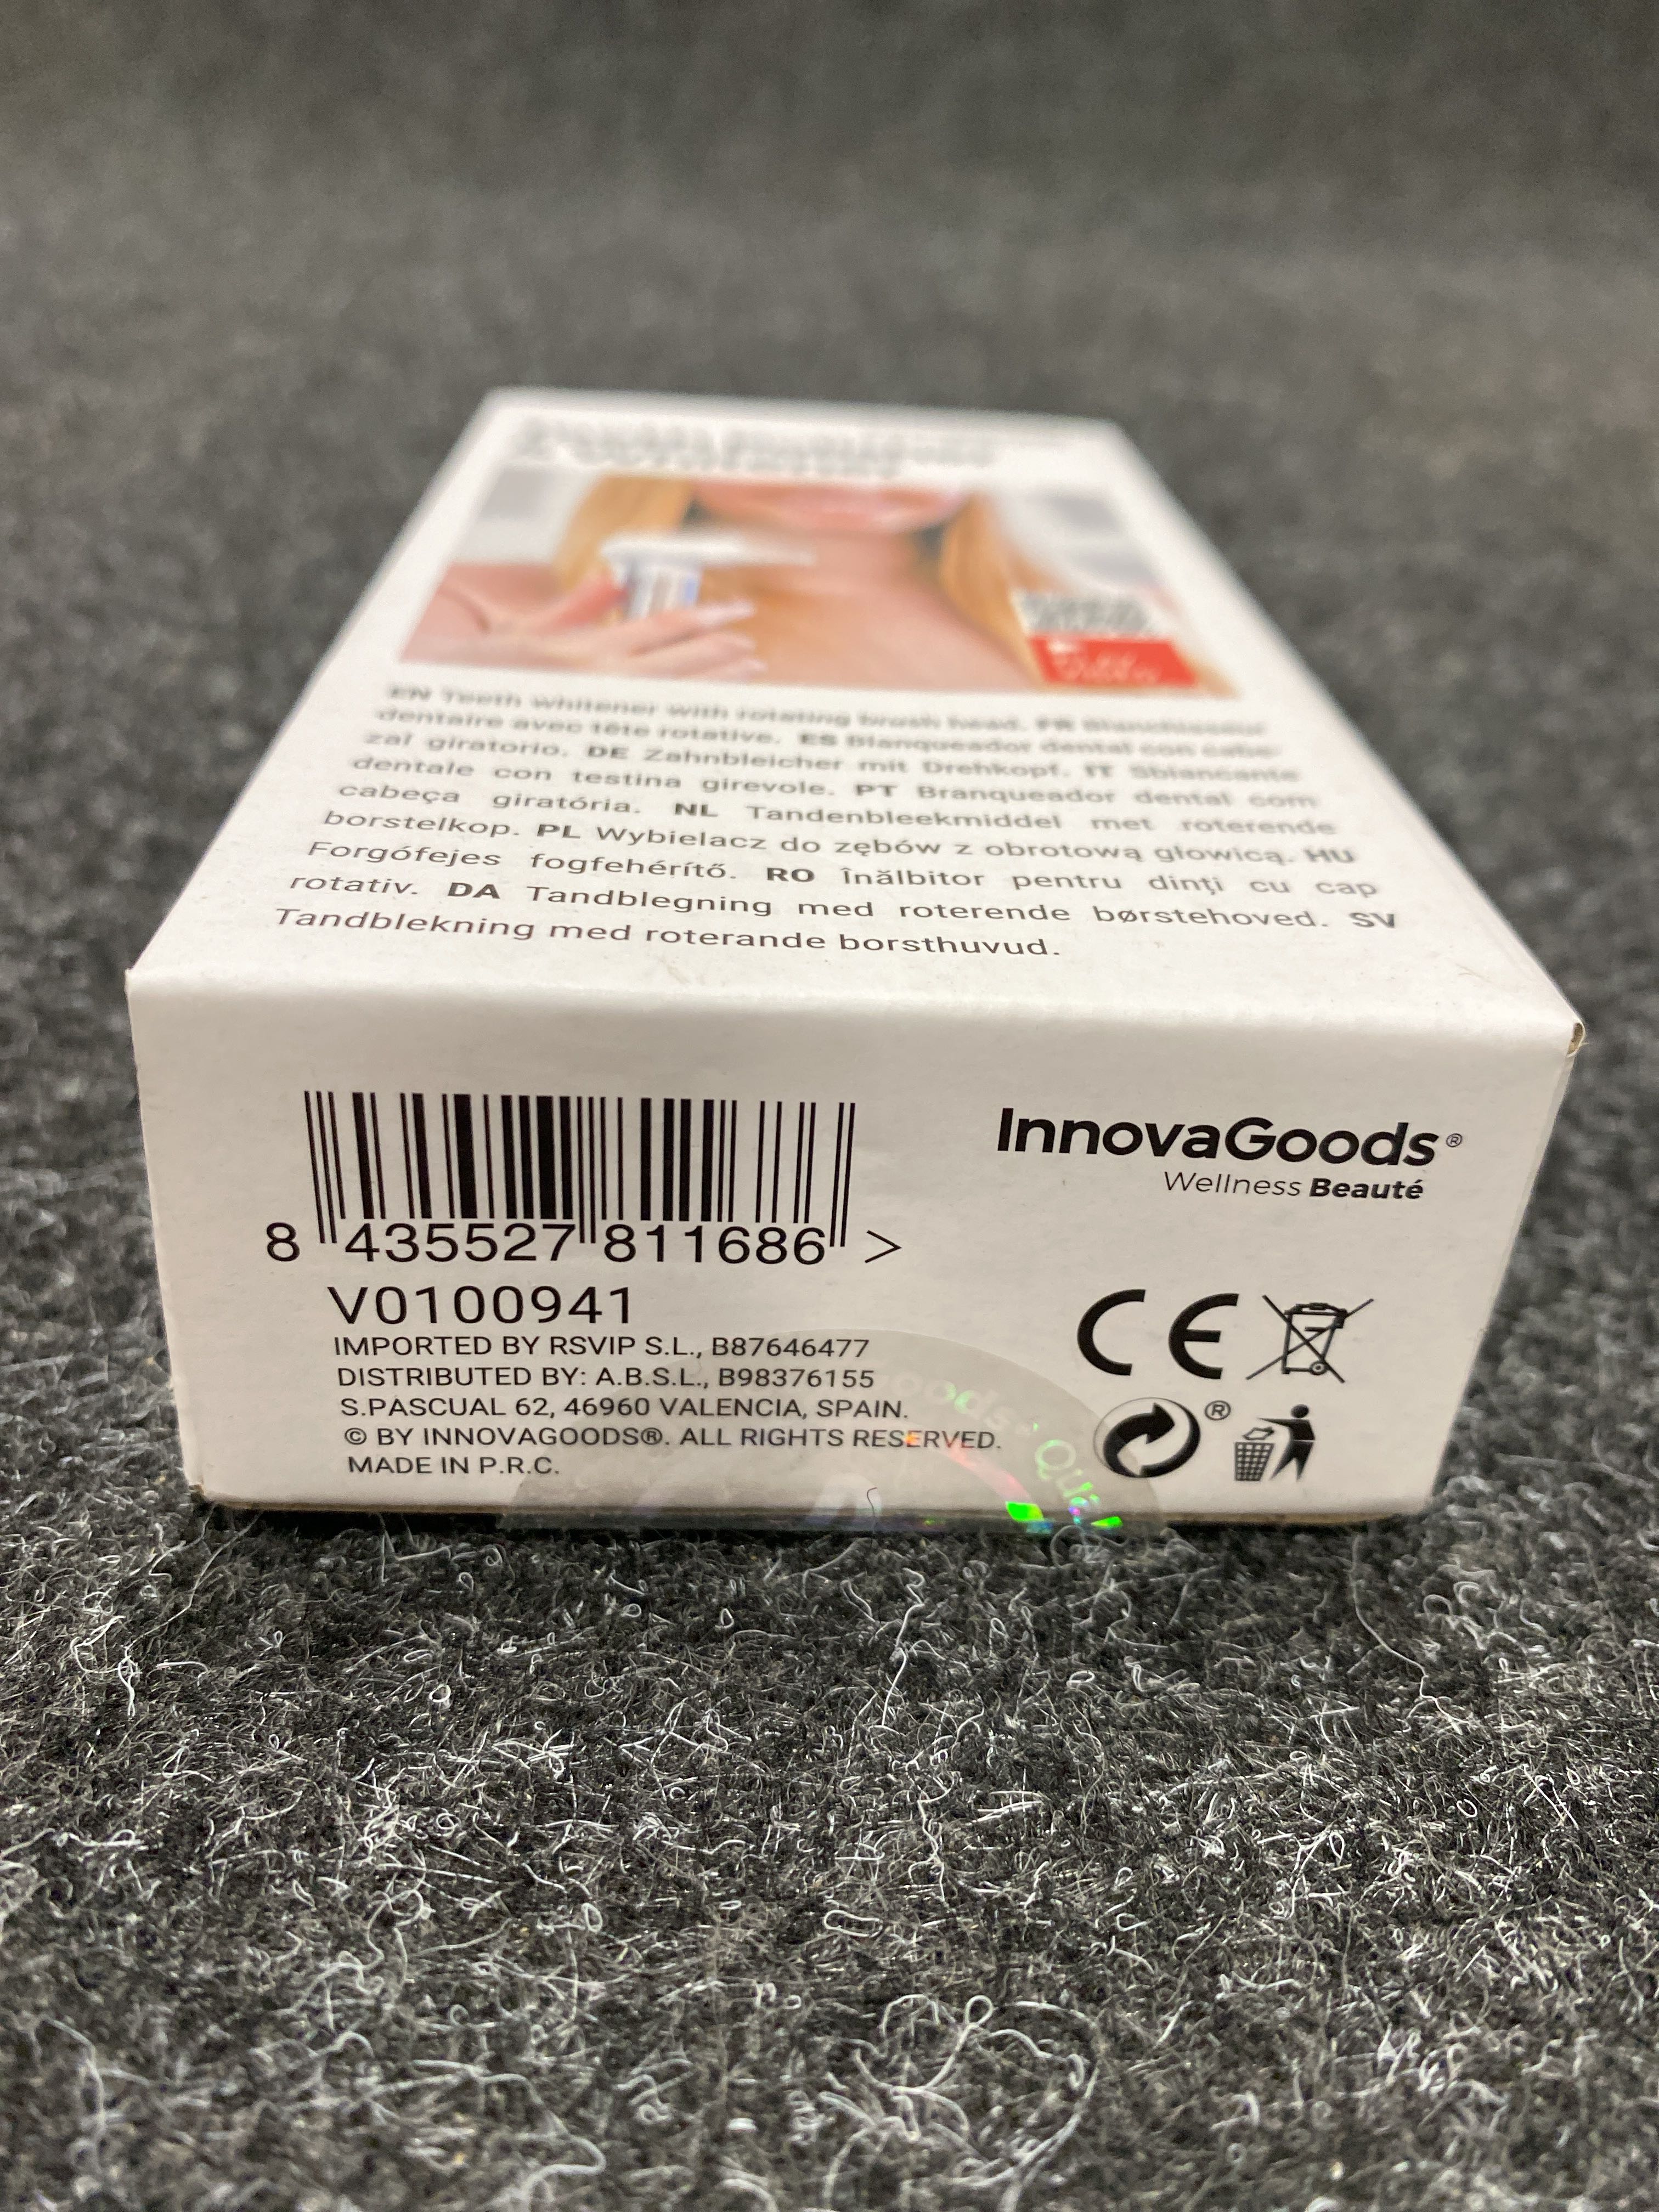 EN Teeth whitener with rotating brush head. FR Blanchisseur
dentaire avec tête rotative. ES Blanqueador dental con cabe-
zal giratorio. DE Zahnbleicher mit Drehkopf. IT Sbiancante
dentale con testina girevole. PT Branqueador dental com
cabeça giratória. NL Tandenbleekmiddel met roterende
borstelkop. PL Wybielacz do zębów z obrotową głowicą. HU
Forgófejes fogfehérítő. RO Înălbitor pentru dinți cu cap
rotativ. DA Tandblegning med roterende børstehoved. SV
Tandblekning med roterande borsthuvud.
8 435527 811686 >
V0100941
IMPORTED BY RSVIP S.L., B87646477
DISTRIBUTED BY: A.B.S.L., B98376155
S.PASCUAL 62, 46960 VALENCIA, SPAIN.
© BY INNOVAGOODS®. ALL RIGHTS RESERVED.
MADE IN P.R.C.
InnovaGoods®
Wellness Beauté
CE
®